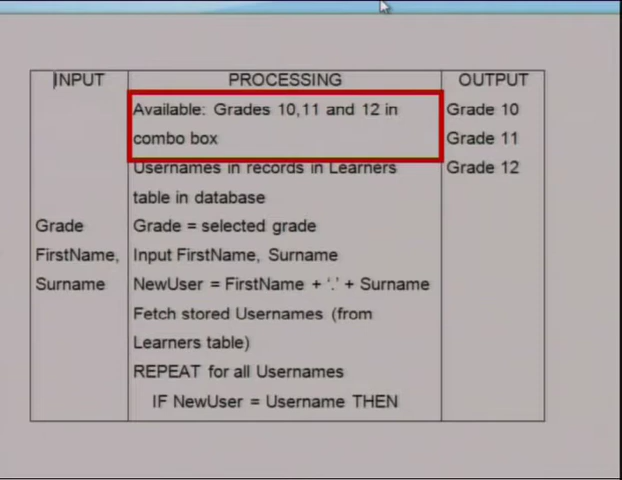 INPUT PROCESSING OUTPUT
Available: Grades 10,11 and 12 in Grade 10
combo box Grade 11
Usernames in records in Learners Grade 12
table in database
Grade Grade = selected grade
FirstName, Input FirstName, Surname
Surname NewUser = FirstName + '.' + Surname
Fetch stored Usernames (from
Learners table)
REPEAT for all Usernames
IF NewUser = Username THEN